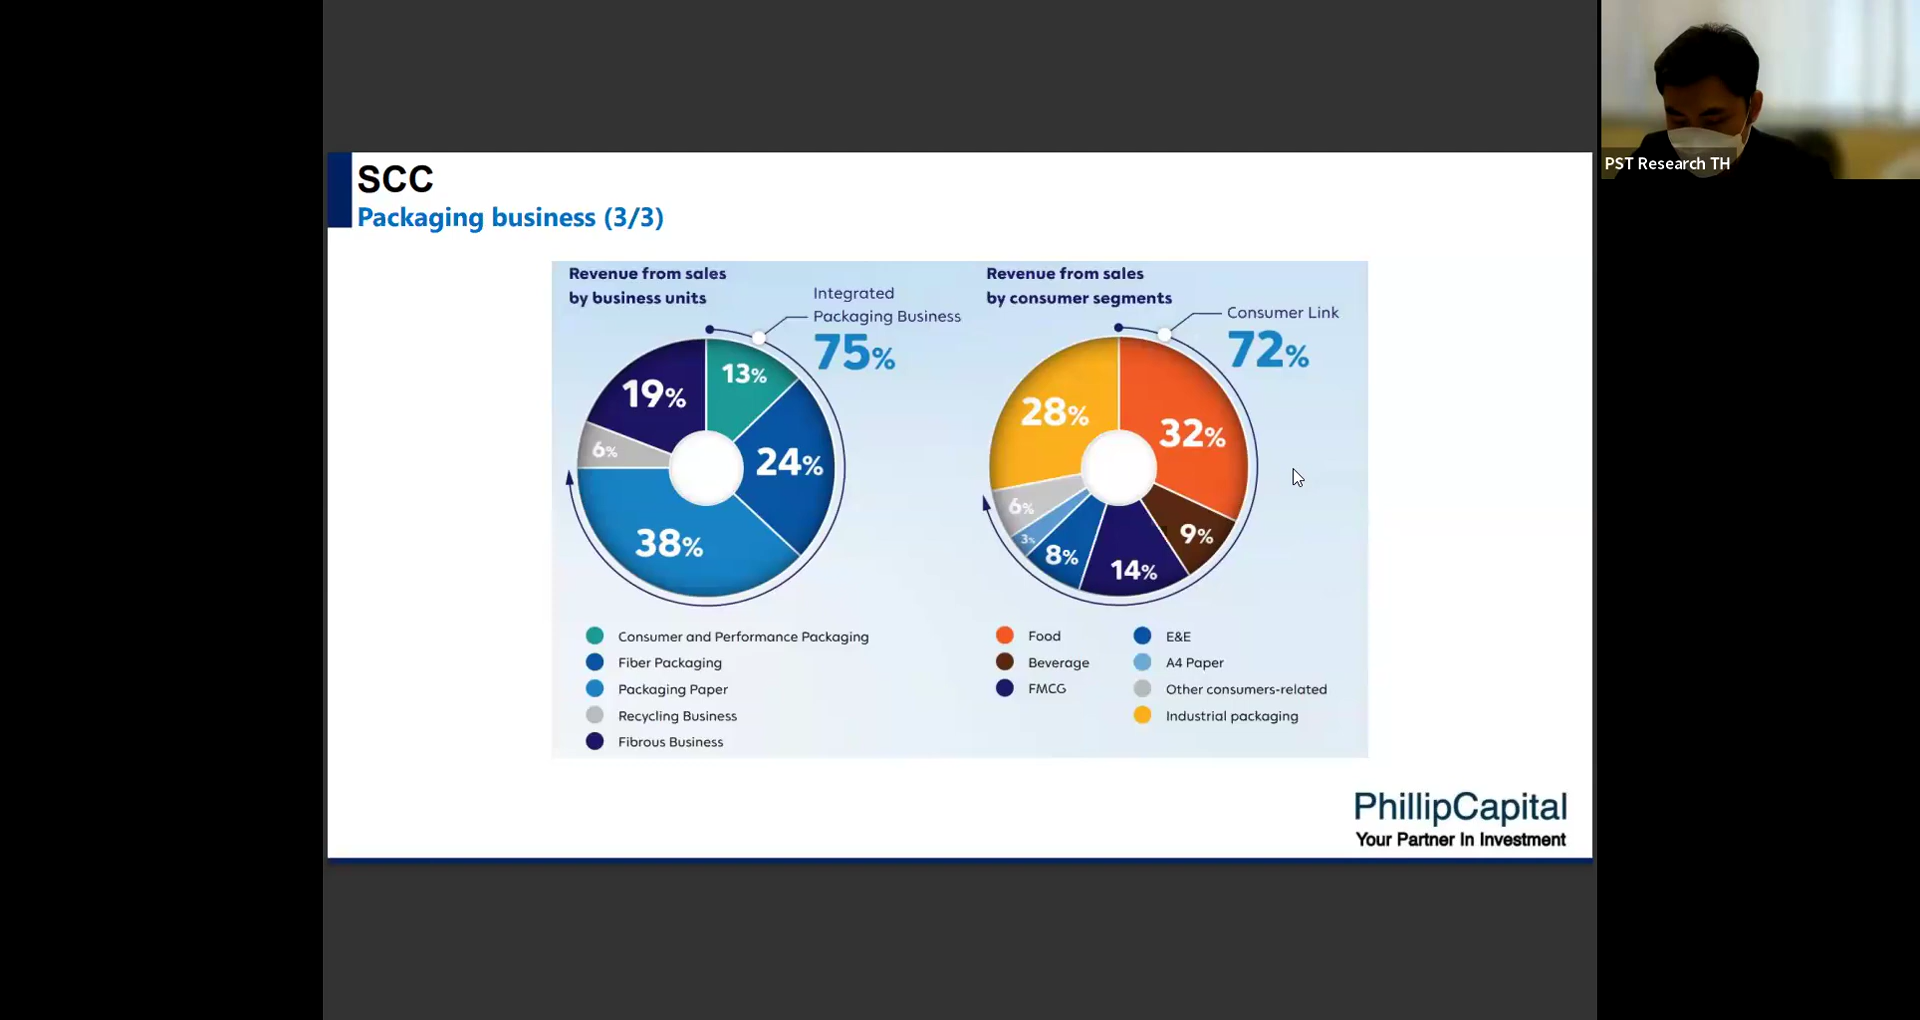 SCC
Packaging business (3/3)
Revenue from sales
by business units
Integrated
Packaging Business
75%
13%
24%
38%
6%
19%
Consumer and Performance Packaging
Fiber Packaging
Packaging Paper
Recycling Business
Fibrous Business
Revenue from sales
by consumer segments
Consumer Link
72%
32%
9%
14%
8%
3%
6%
28%
Food
Beverage
FMCG
E&E
A4 Paper
Other consumers-related
Industrial packaging
PhillipCapital
Your Partner In Investment
PST Research TH